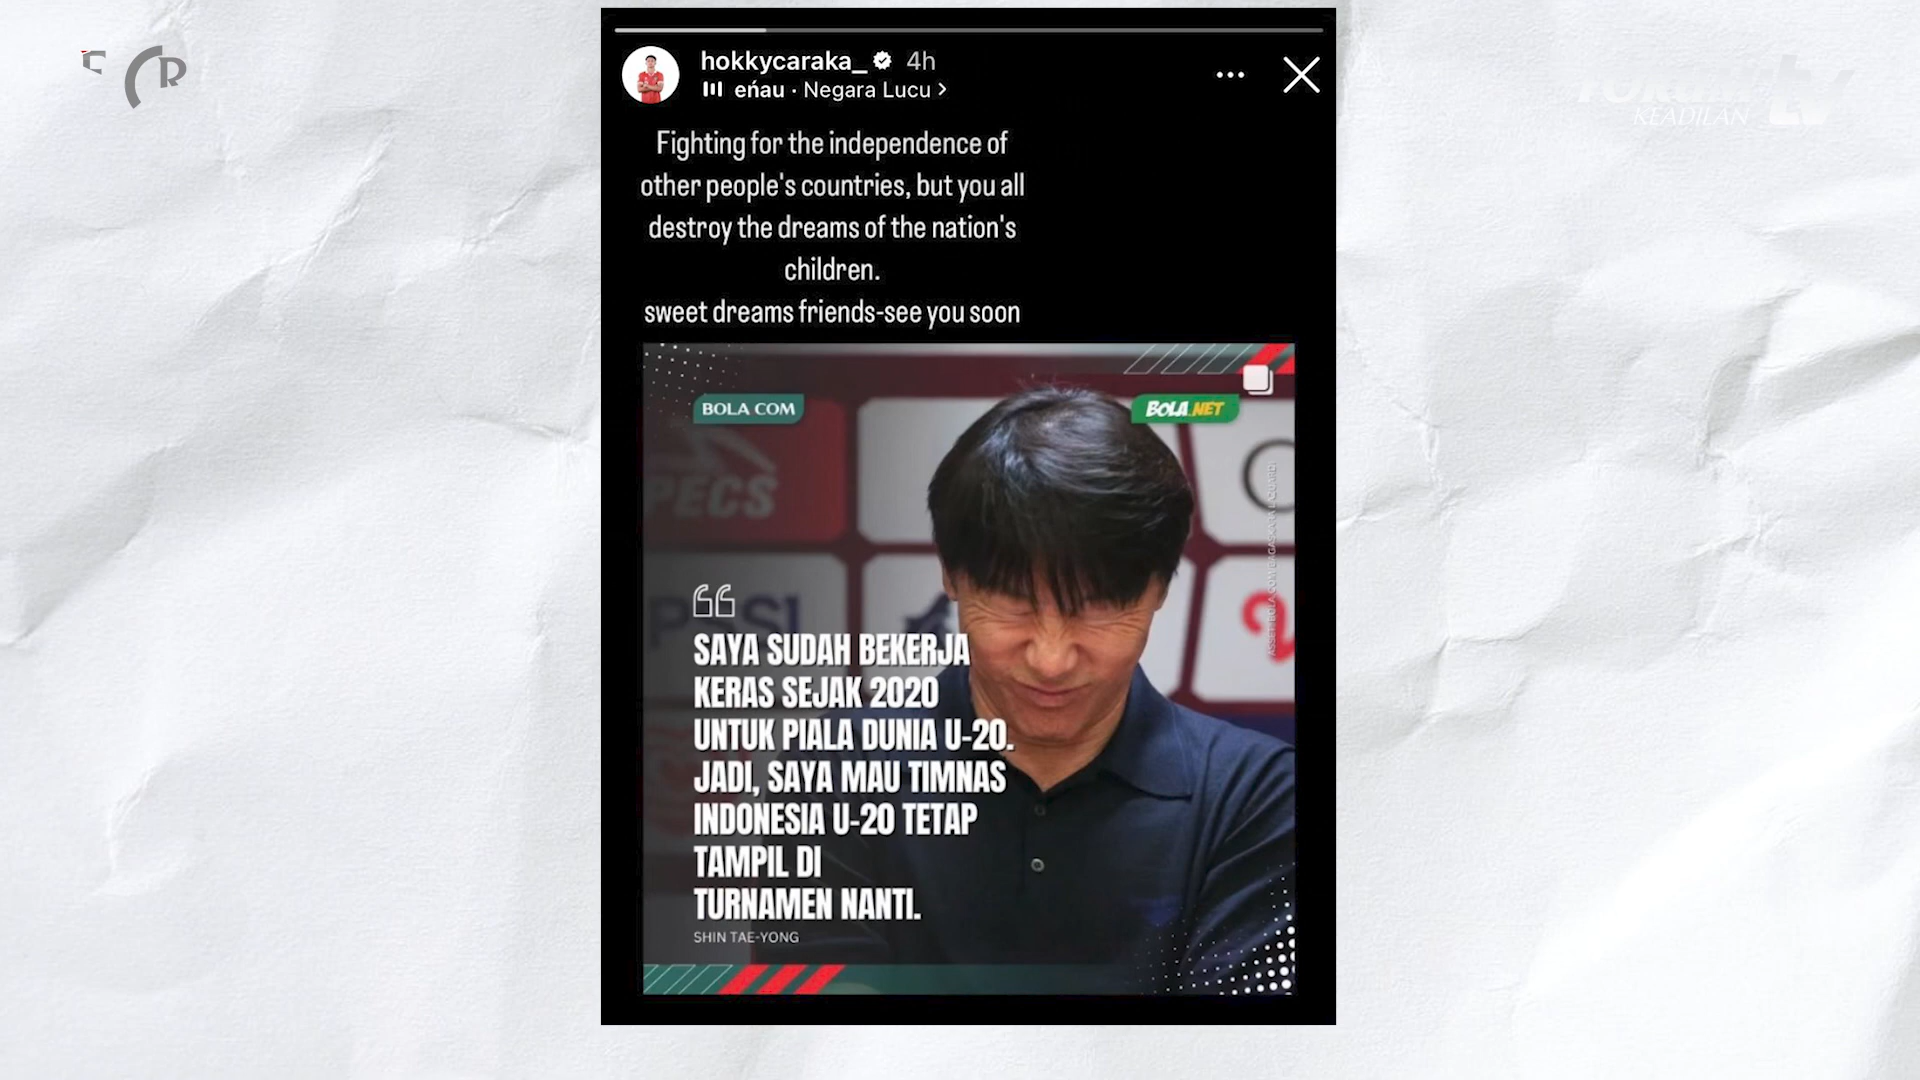 hokkycaraka_ 4h
eńau · Negara Lucu >
Fighting for the independence of
other people's countries, but you all
destroy the dreams of the nation's
children.
sweet dreams friends-see you soon
BOLA COM
BOLA.NET
PECS
PSSI
SAYA SUDAH BEKERJA
KERAS SEJAK 2020
UNTUK PIALA DUNIA U-20.
JADI, SAYA MAU TIMNAS
INDONESIA U-20 TETAP
TAMPIL DI
TURNAMEN NANTI.
SHIN TAE-YONG
KEADILAN tv